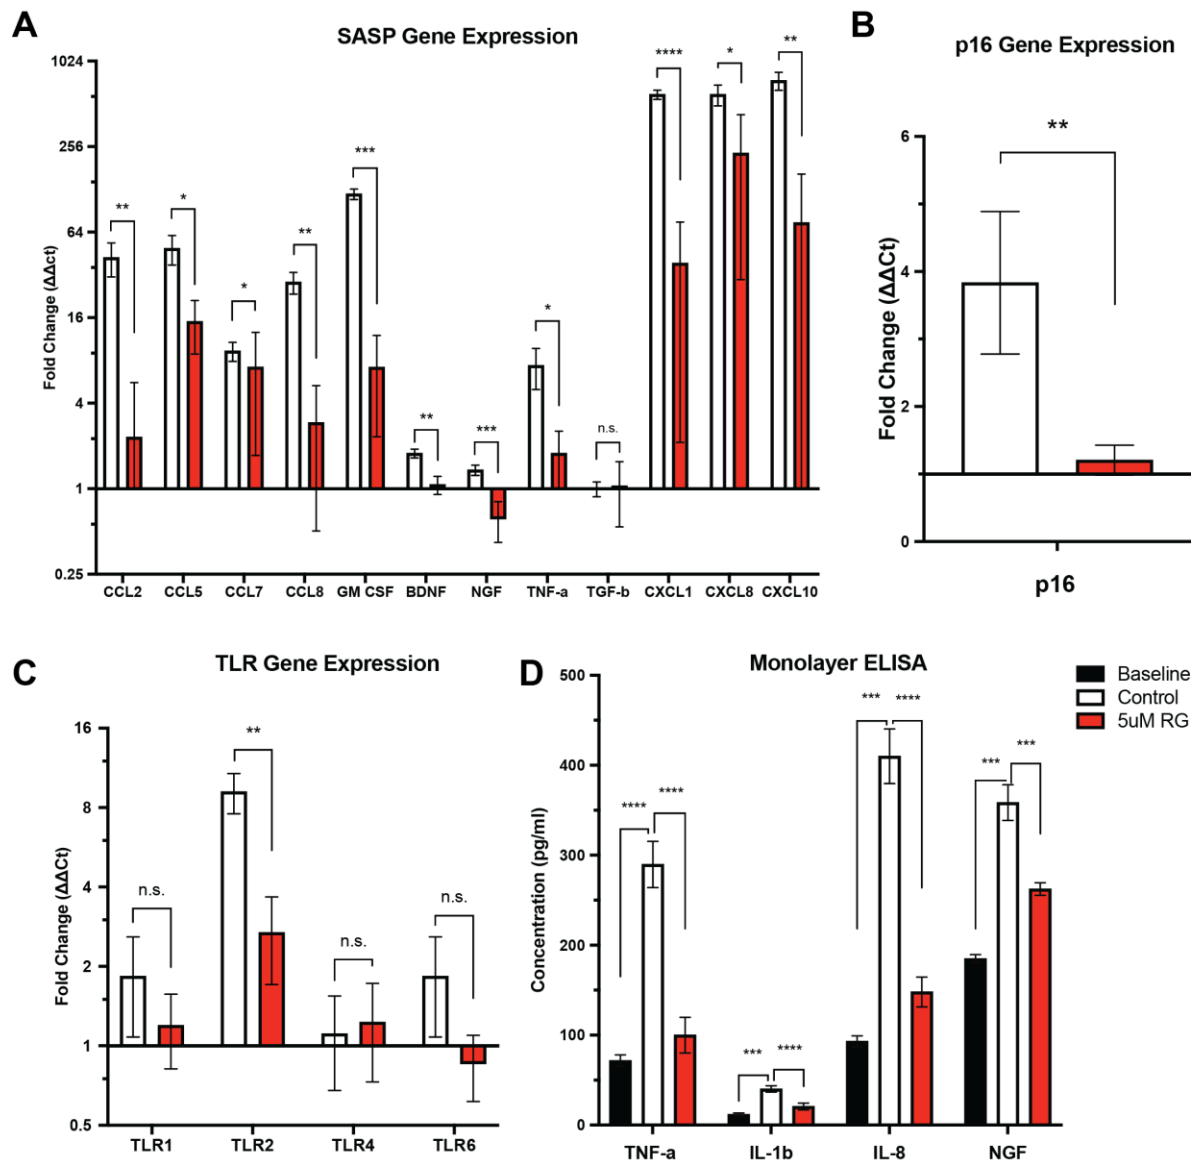 A
SASP Gene Expression
Fold Change (ΔΔCt)
1024
256
64
16
4
1
0.25
**
*
*
**
***
**
***
*
n.s.
****
*
**
CCL2 CCL5 CCL7 CCL8 GM CSF BDNF NGF TNF-a TGF-b CXCL1 CXCL8 CXCL10
B
p16 Gene Expression
Fold Change (ΔΔCt)
6
4
2
0
**
p16
C
TLR Gene Expression
Fold Change (ΔΔCt)
16
8
4
2
1
0.5
n.s.
**
n.s.
n.s.
TLR1 TLR2 TLR4 TLR6
D
Monolayer ELISA
Concentration (pg/ml)
500
400
300
200
100
0
**** ****
*** ****
*** ****
*** ***
TNF-a IL-1b IL-8 NGF
Baseline
Control
5uM RG